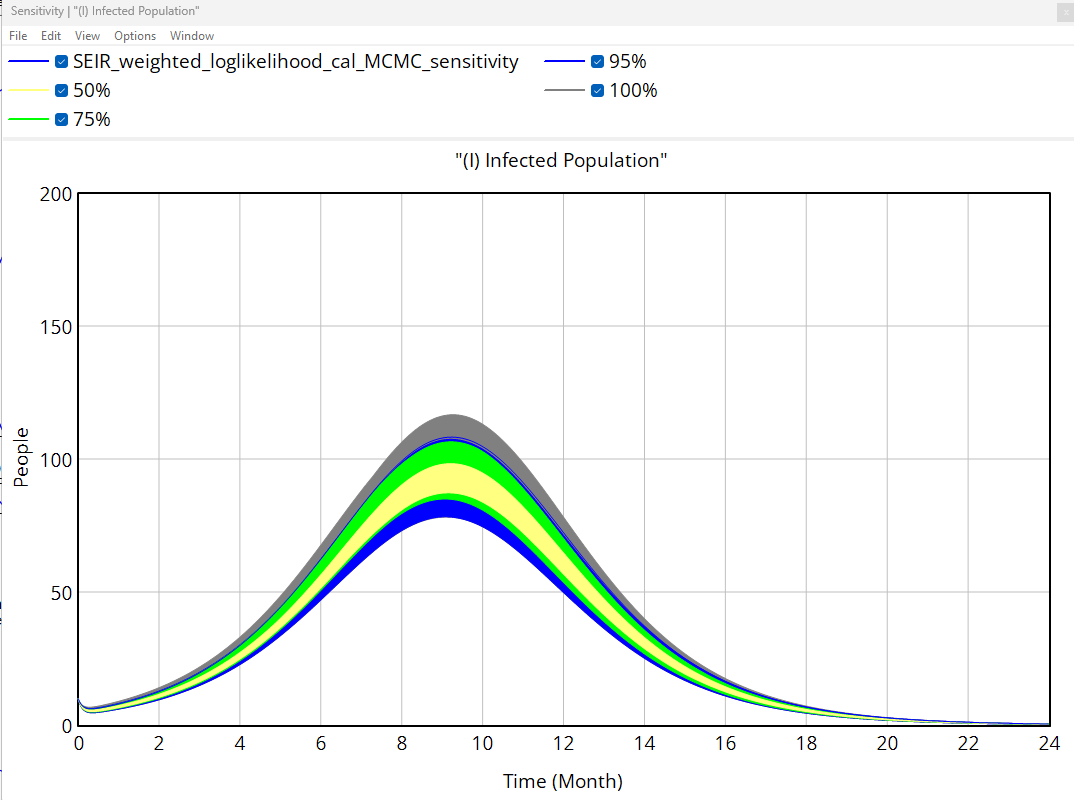 Sensitivity | "(I) Infected Population"
File Edit View Options Window
SEIR_weighted_loglikelihood_cal_MCMC_sensitivity 95%
50% 100%
75%
"(I) Infected Population"
200
150
100
50
0
People
0 2 4 6 8 10 12 14 16 18 20 22 24
Time (Month)